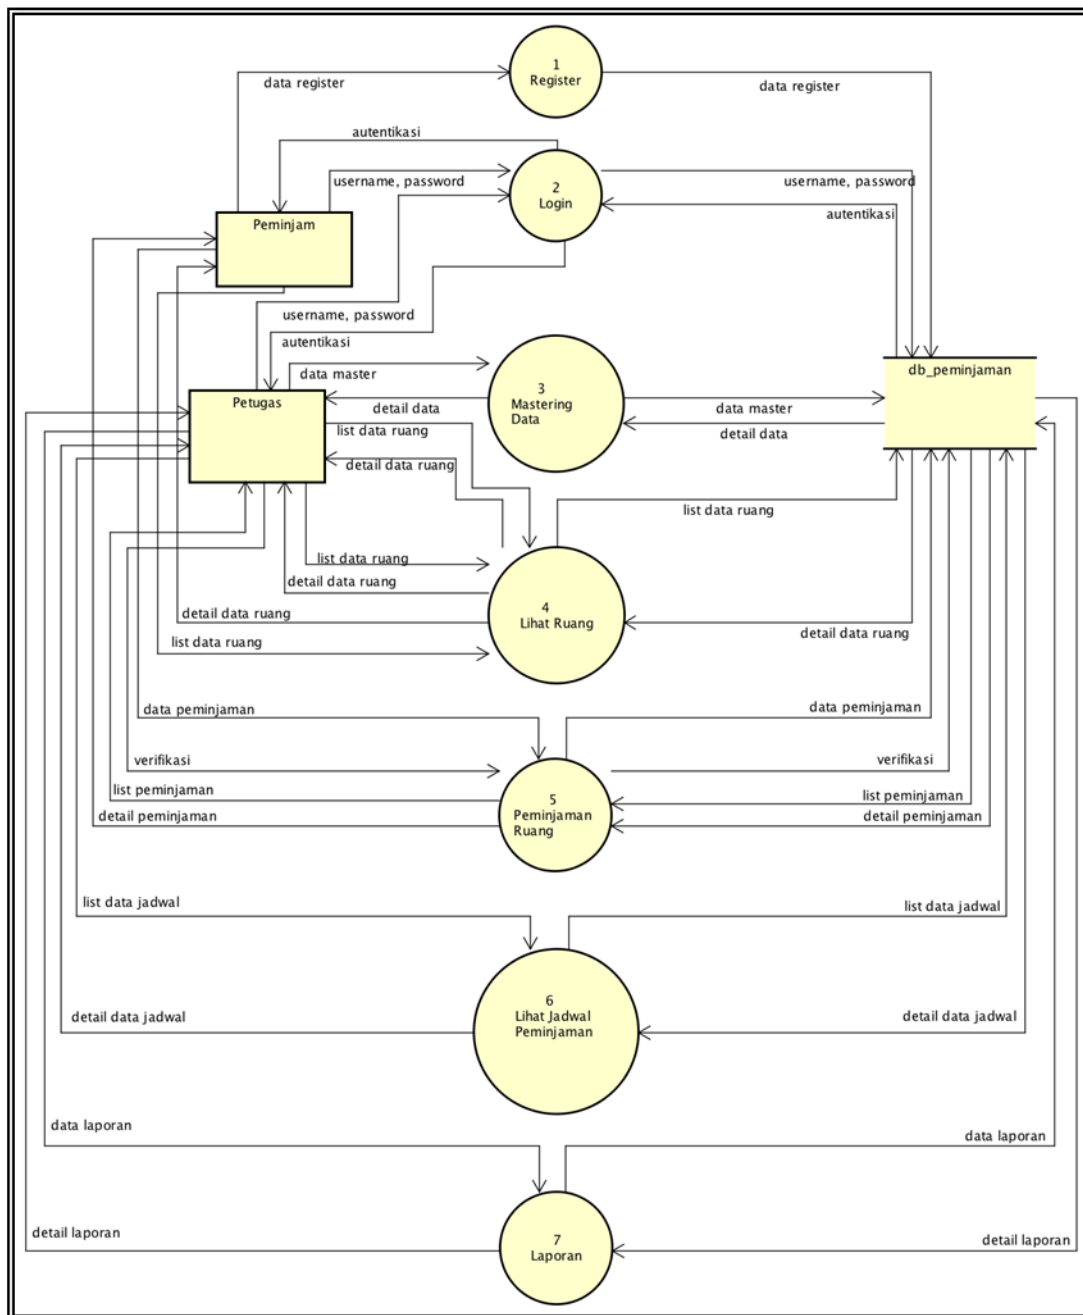 1
Register
data register
data register
autentikasi
username, password
2
Login
username, password
autentikasi
Peminjam
username, password
autentikasi
data master
3
Mastering
Data
db_peminjaman
Petugas
detail data
data master
list data ruang
detail data
detail data ruang
list data ruang
list data ruang
detail data ruang
4
Lihat Ruang
detail data ruang
detail data ruang
list data ruang
data peminjaman
data peminjaman
verifikasi
verifikasi
list peminjaman
5
Peminjaman
Ruang
list peminjaman
detail peminjaman
detail peminjaman
list data jadwal
list data jadwal
6
Lihat Jadwal
Peminjaman
detail data jadwal
detail data jadwal
data laporan
data laporan
detail laporan
7
Laporan
detail laporan